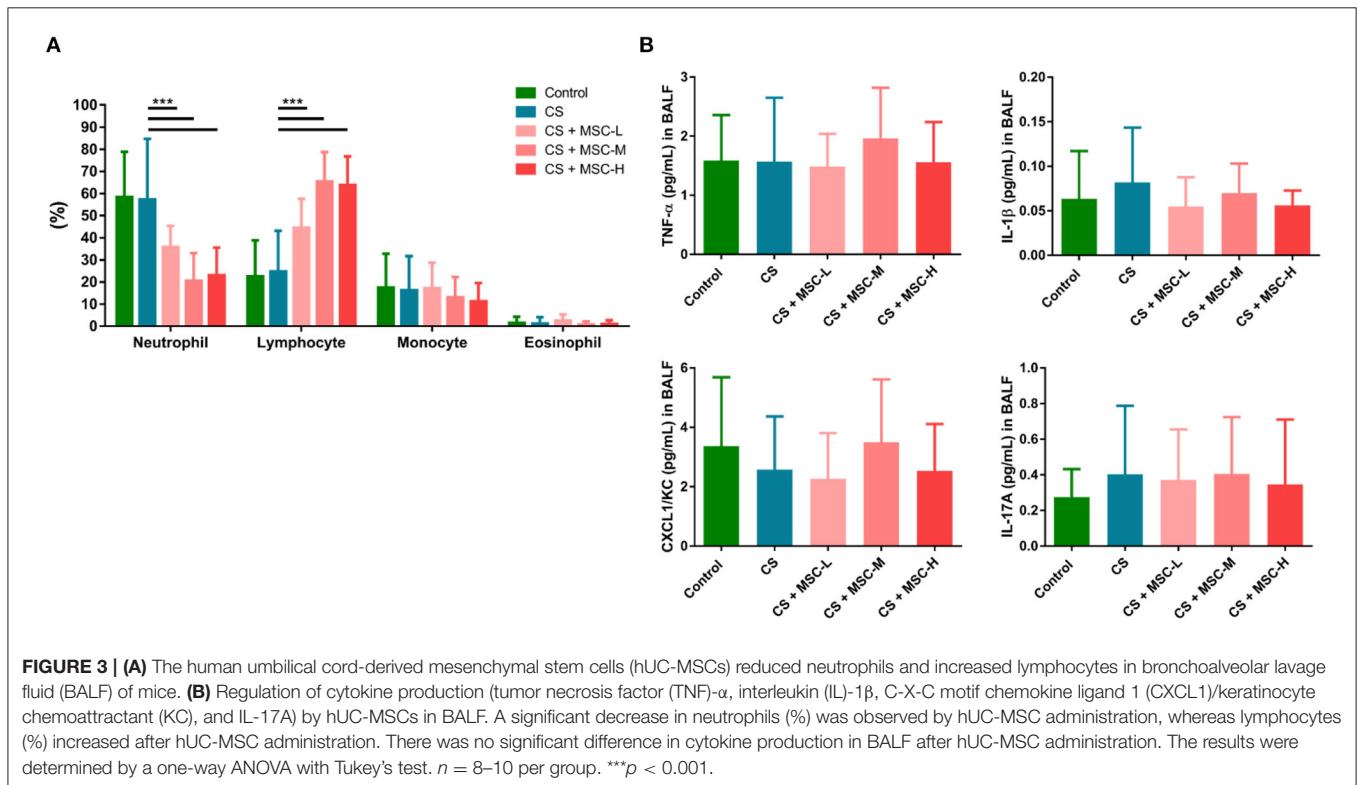 A
***
***
Control
CS
CS + MSC-L
CS + MSC-M
CS + MSC-H
100
90
80
70
60
50
40
30
20
10
0
(%)
Neutrophil
Lymphocyte
Monocyte
Eosinophil
B
TNF-α (pg/mL) in BALF
3
2
1
0
Control
CS
CS + MSC-L
CS + MSC-M
CS + MSC-H
IL-1β (pg/mL) in BALF
0.20
0.15
0.10
0.05
0.00
Control
CS
CS + MSC-L
CS + MSC-M
CS + MSC-H
CXCL1/KC (pg/mL) in BALF
6
4
2
0
Control
CS
CS + MSC-L
CS + MSC-M
CS + MSC-H
IL-17A (pg/mL) in BALF
1.0
0.8
0.6
0.4
0.2
0.0
Control
CS
CS + MSC-L
CS + MSC-M
CS + MSC-H
FIGURE 3 | (A) The human umbilical cord-derived mesenchymal stem cells (hUC-MSCs) reduced neutrophils and increased lymphocytes in bronchoalveolar lavage
fluid (BALF) of mice. (B) Regulation of cytokine production (tumor necrosis factor (TNF)-α, interleukin (IL)-1β, C-X-C motif chemokine ligand 1 (CXCL1)/keratinocyte
chemoattractant (KC), and IL-17A) by hUC-MSCs in BALF. A significant decrease in neutrophils (%) was observed by hUC-MSC administration, whereas lymphocytes
(%) increased after hUC-MSC administration. There was no significant difference in cytokine production in BALF after hUC-MSC administration. The results were
determined by a one-way ANOVA with Tukey's test. n = 8–10 per group. ***p < 0.001.